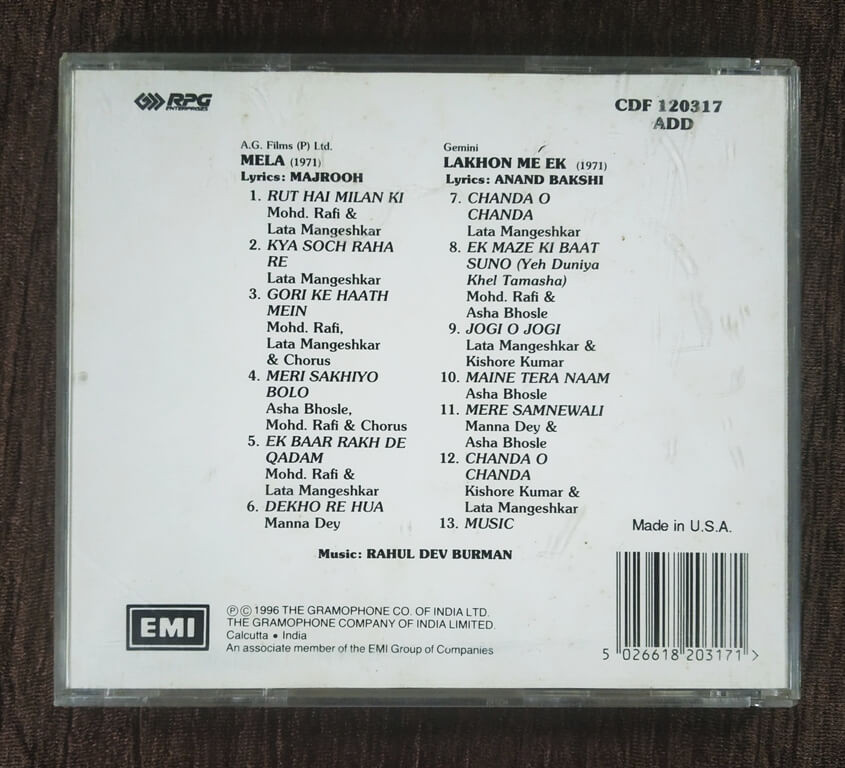 RPG
ENTERPRISES
CDF 120317
ADD
A.G. Films (P) Ltd.
MELA (1971)
Lyrics: MAJROOH
1. RUT HAI MILAN KI
Mohd. Rafi &
Lata Mangeshkar
2. KYA SOCH RAHA
RE
Lata Mangeshkar
3. GORI KE HAATH
MEIN
Mohd. Rafi,
Lata Mangeshkar
& Chorus
4. MERI SAKHIYO
BOLO
Asha Bhosle,
Mohd. Rafi & Chorus
5. EK BAAR RAKH DE
QADAM
Mohd. Rafi &
Lata Mangeshkar
6. DEKHO RE HUA
Manna Dey
Gemini
LAKHON ME EK (1971)
Lyrics: ANAND BAKSHI
7. CHANDA O
CHANDA
Lata Mangeshkar
8. EK MAZE KI BAAT
SUNO (Yeh Duniya
Khel Tamasha)
Mohd. Rafi &
Asha Bhosle
9. JOGI O JOGI
Lata Mangeshkar &
Kishore Kumar
10. MAINE TERA NAAM
Asha Bhosle
11. MERE SAMNEWALI
Manna Dey &
Asha Bhosle
12. CHANDA O
CHANDA
Kishore Kumar &
Lata Mangeshkar
13. MUSIC
Music: RAHUL DEV BURMAN
Made in U.S.A.
EMI
℗ © 1996 THE GRAMOPHONE CO. OF INDIA LTD.
THE GRAMOPHONE COMPANY OF INDIA LIMITED.
Calcutta • India
An associate member of the EMI Group of Companies
5 026618 203171 >